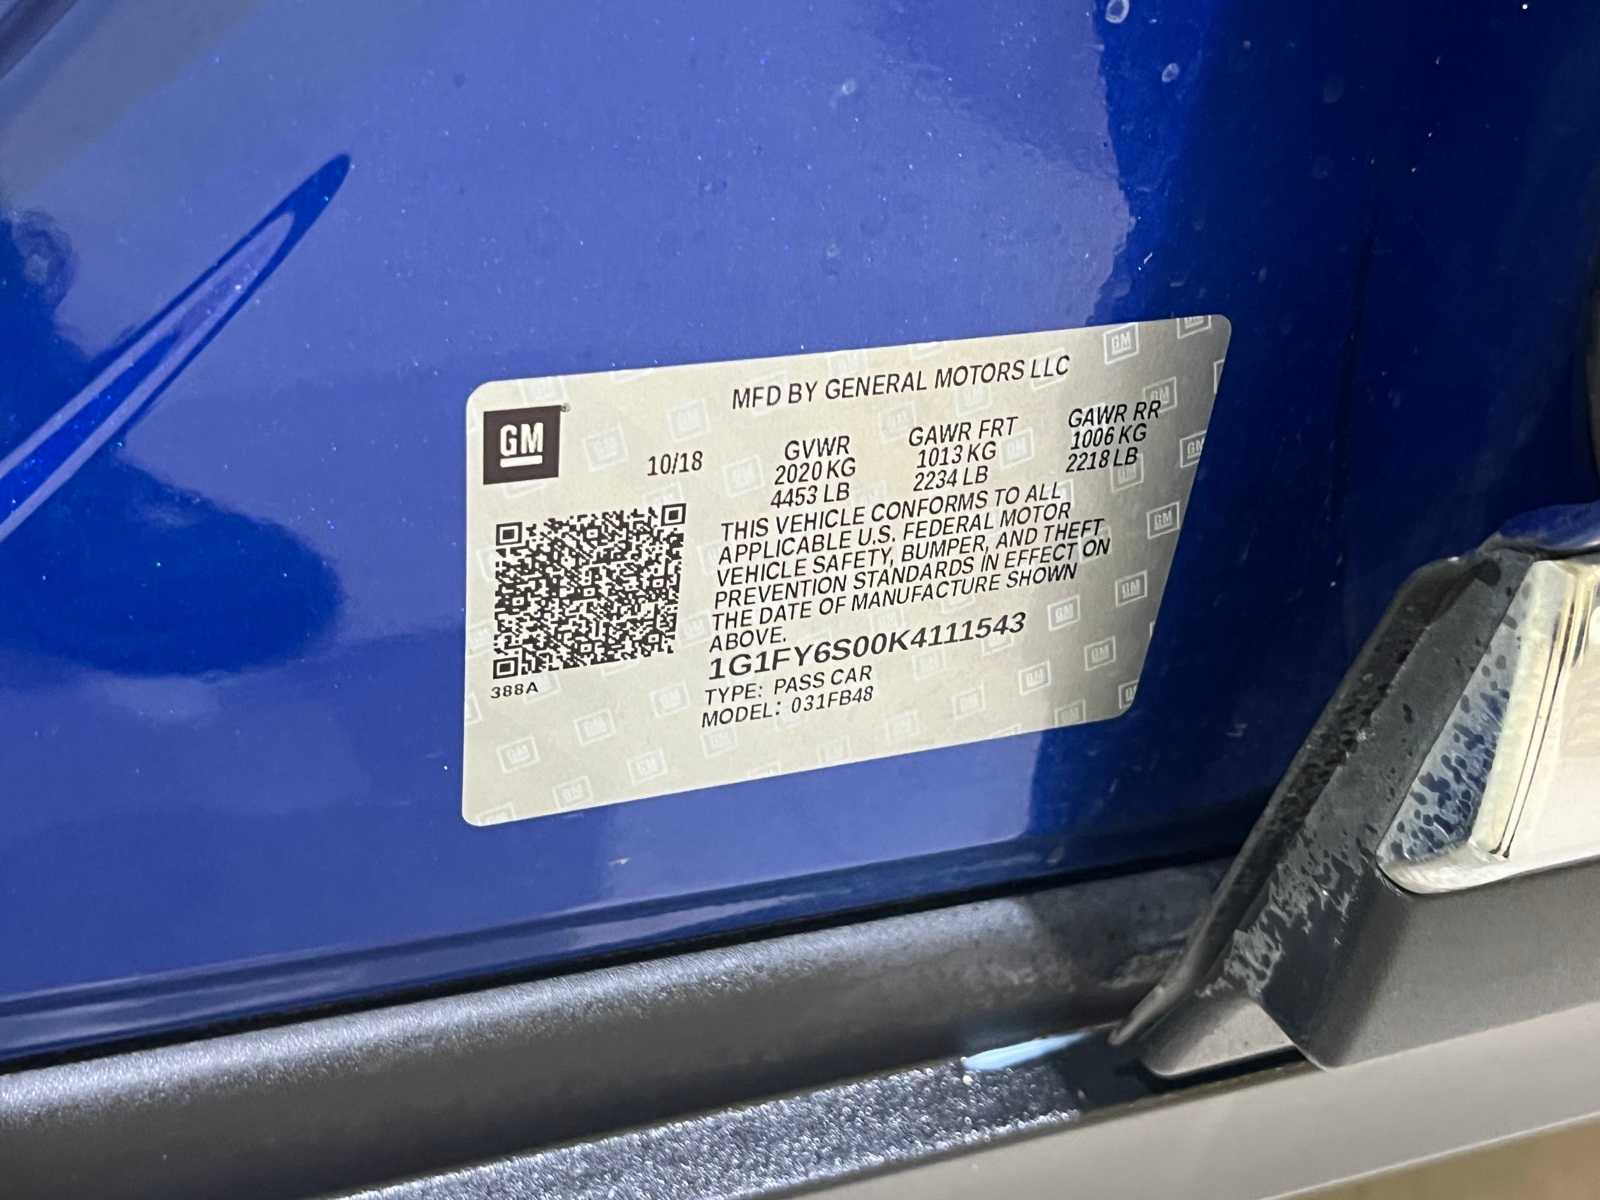 MFD BY GENERAL MOTORS LLC
GM
10/18
GVWR
2020 KG
4453 LB
GAWR FRT
1013 KG
2234 LB
GAWR RR
1006 KG
2218 LB
THIS VEHICLE CONFORMS TO ALL
APPLICABLE U.S. FEDERAL MOTOR
VEHICLE SAFETY, BUMPER, AND THEFT
PREVENTION STANDARDS IN EFFECT ON
THE DATE OF MANUFACTURE SHOWN
ABOVE.
1G1FY6S00K4111543
TYPE: PASS CAR
MODEL: 031FB48
388A